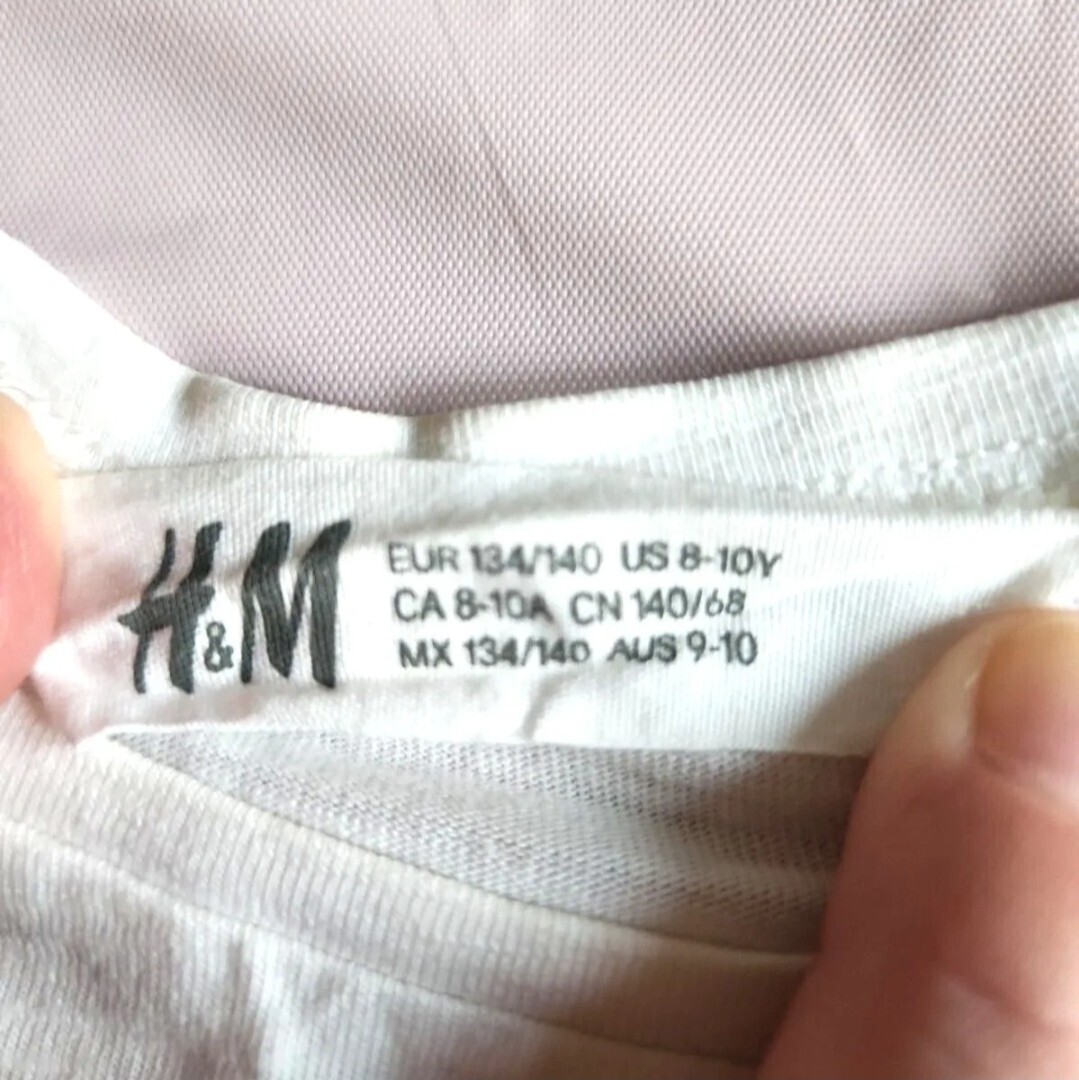 H&M
EUR 134/140 US 8-10Y
CA 8-10A CN 140/68
MX 134/140 AUS 9-10